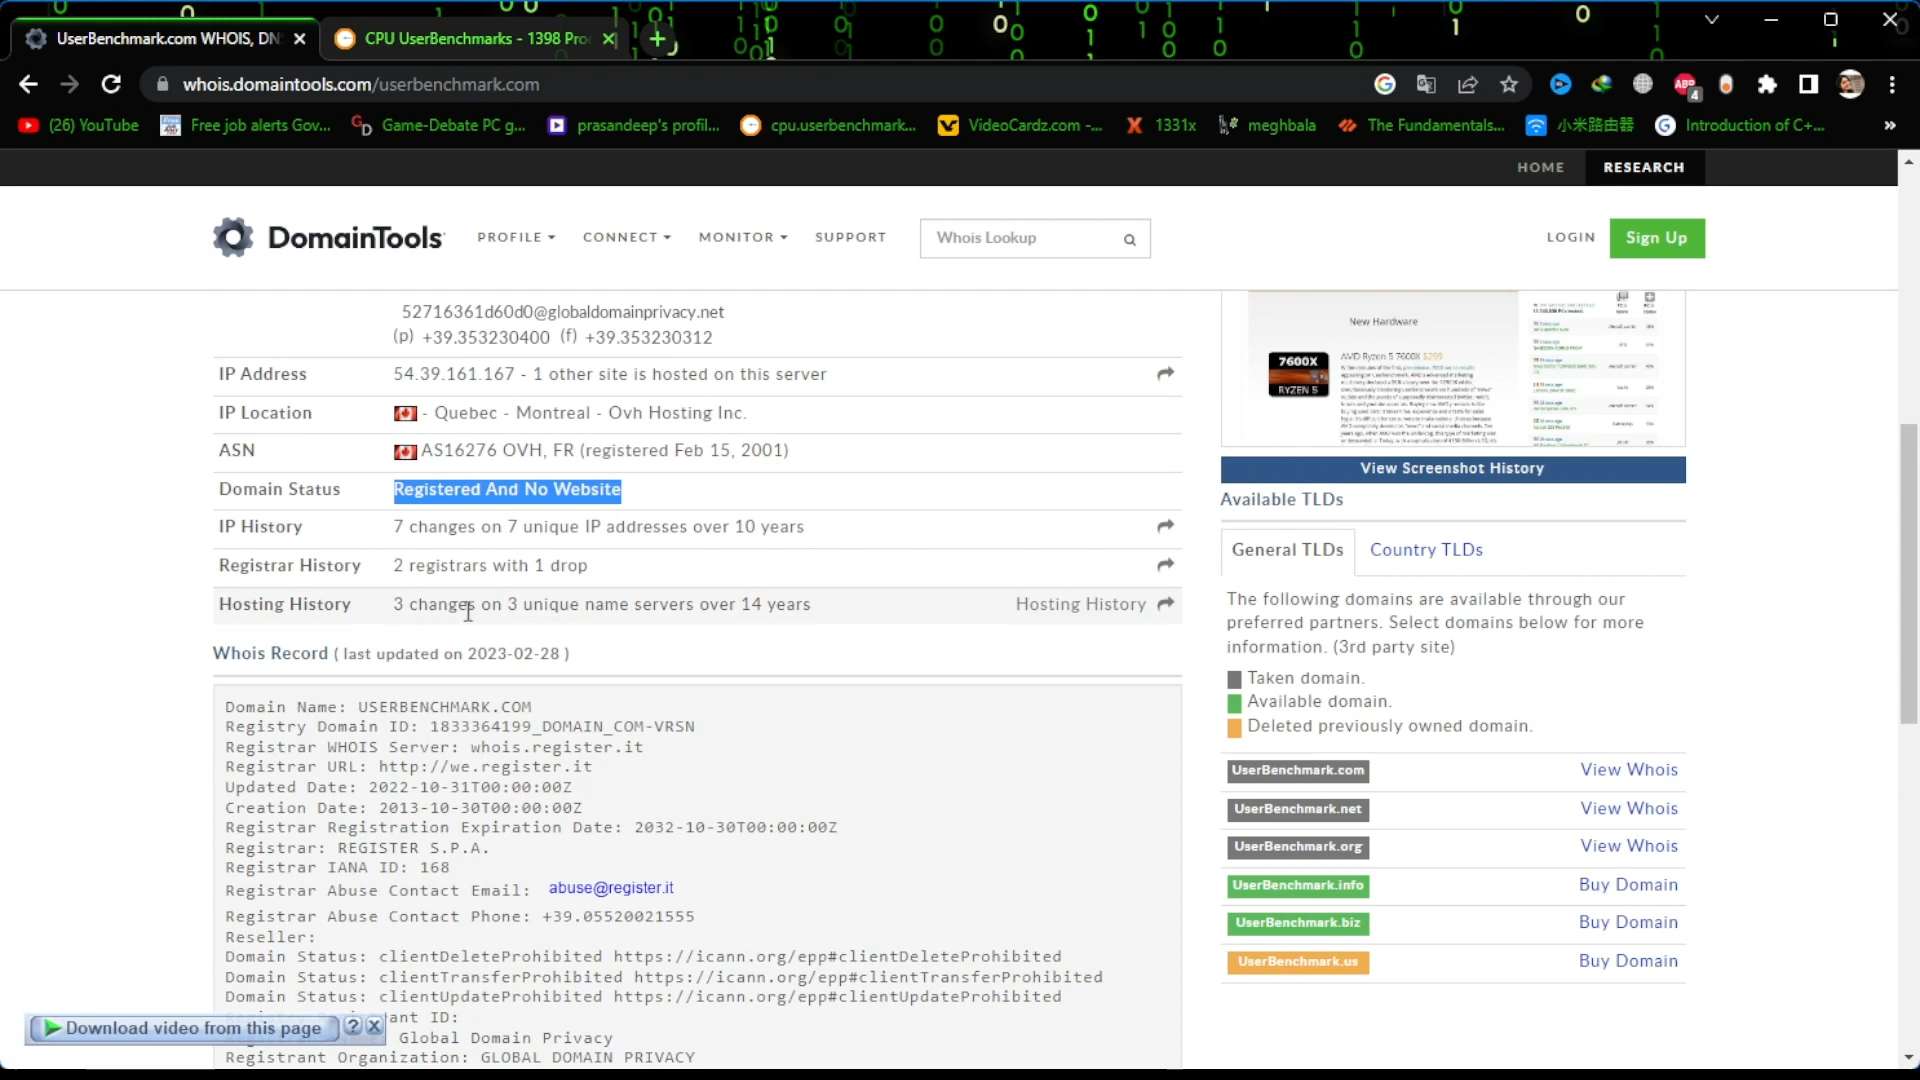 UserBenchmark.com WHOIS, DN
CPU UserBenchmarks - 1398 Pro
whois.domaintools.com/userbenchmark.com
(26) YouTube
Free job alerts Gov...
Game-Debate PC g...
prasandeep's profil...
cpu.userbenchmark...
VideoCardz.com -...
1331x
meghbala
The Fundamentals...
小米路由器
Introduction of C+...
HOME
RESEARCH
DomainTools
PROFILE
CONNECT
MONITOR
SUPPORT
Whois Lookup
LOGIN
Sign Up
52716361d60d0@globaldomainprivacy.net
(p) +39.353230400 (f) +39.353230312
IP Address 54.39.161.167 - 1 other site is hosted on this server
IP Location - Quebec - Montreal - Ovh Hosting Inc.
ASN AS16276 OVH, FR (registered Feb 15, 2001)
Domain Status Registered And No Website
IP History 7 changes on 7 unique IP addresses over 10 years
Registrar History 2 registrars with 1 drop
Hosting History 3 changes on 3 unique name servers over 14 years Hosting History
Whois Record ( last updated on 2023-02-28 )
Domain Name: USERBENCHMARK.COM
Registry Domain ID: 1833364199_DOMAIN_COM-VRSN
Registrar WHOIS Server: whois.register.it
Registrar URL: http://we.register.it
Updated Date: 2022-10-31T00:00:00Z
Creation Date: 2013-10-30T00:00:00Z
Registrar Registration Expiration Date: 2032-10-30T00:00:00Z
Registrar: REGISTER S.P.A.
Registrar IANA ID: 168
Registrar Abuse Contact Email: abuse@register.it
Registrar Abuse Contact Phone: +39.05520021555
Reseller:
Domain Status: clientDeleteProhibited https://icann.org/epp#clientDeleteProhibited
Domain Status: clientTransferProhibited https://icann.org/epp#clientTransferProhibited
Domain Status: clientUpdateProhibited https://icann.org/epp#clientUpdateProhibited
ant ID:
Global Domain Privacy
Registrant Organization: GLOBAL DOMAIN PRIVACY
Download video from this page
New Hardware
7600X
RYZEN 5
AMD Ryzen 5 7600X $299
View Screenshot History
Available TLDs
General TLDs
Country TLDs
The following domains are available through our
preferred partners. Select domains below for more
information. (3rd party site)
Taken domain.
Available domain.
Deleted previously owned domain.
UserBenchmark.com View Whois
UserBenchmark.net View Whois
UserBenchmark.org View Whois
UserBenchmark.info Buy Domain
UserBenchmark.biz Buy Domain
UserBenchmark.us Buy Domain